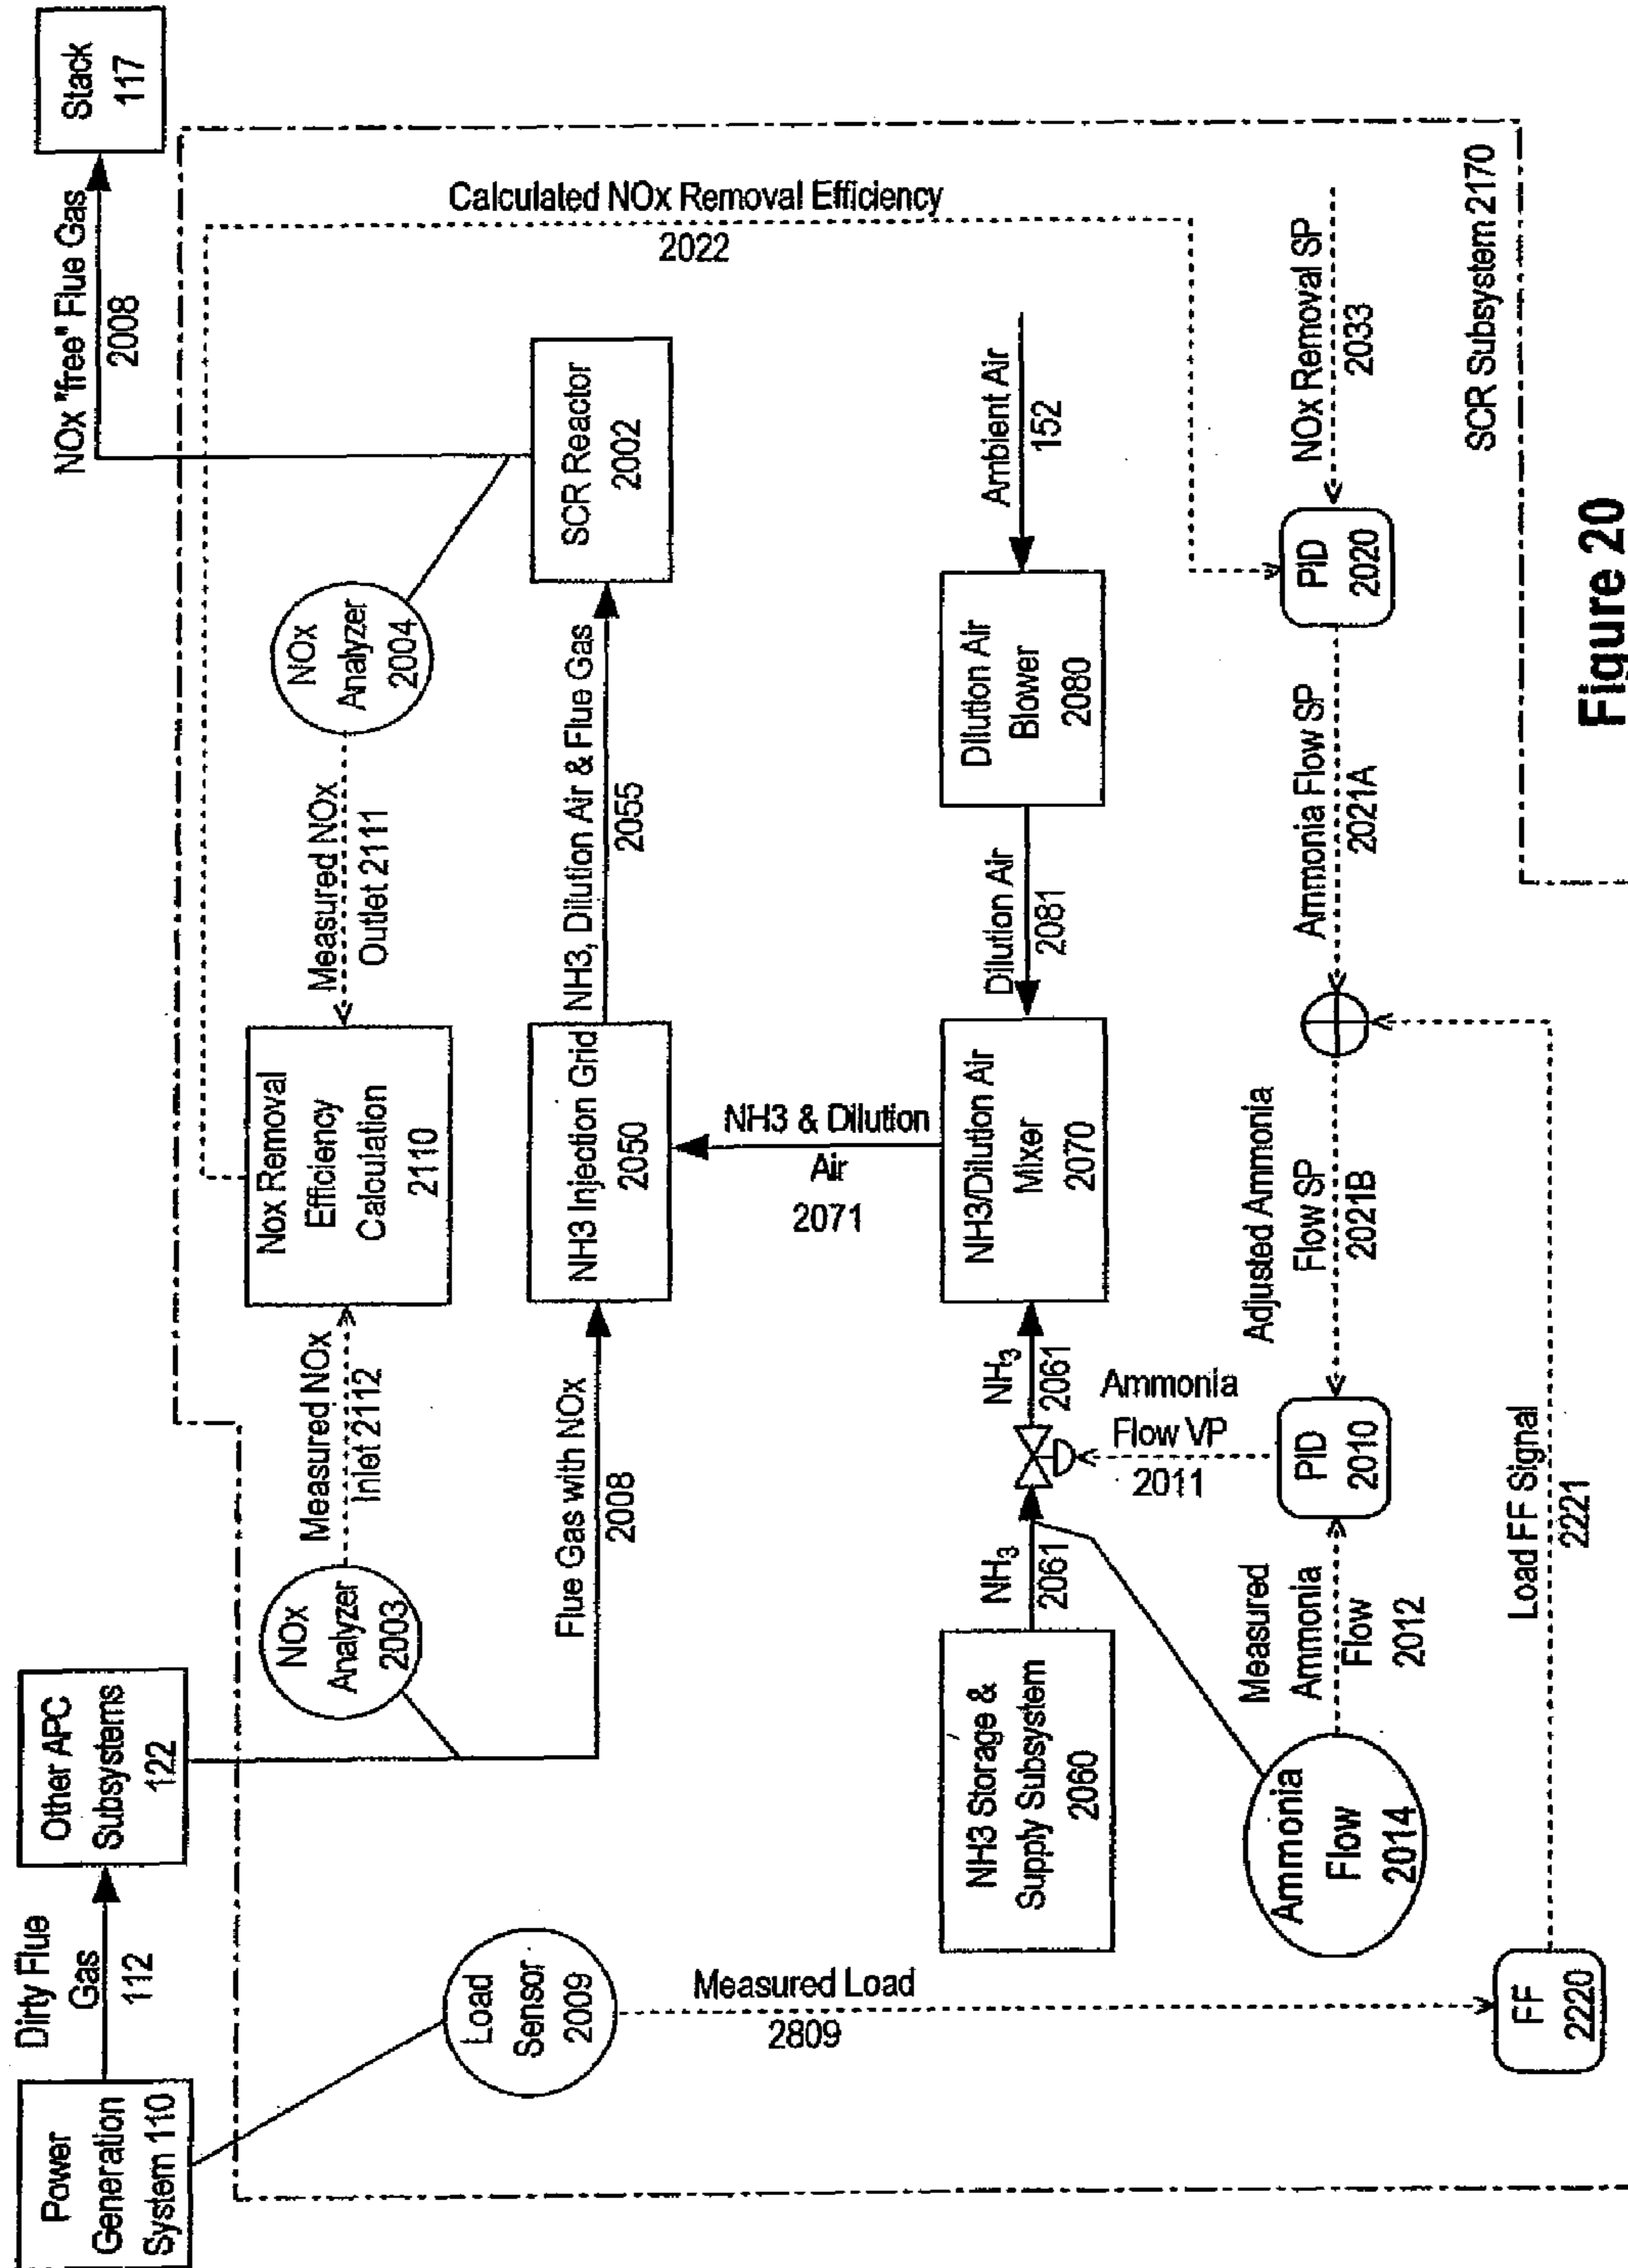 Power
Generation
System 110
Dirty Flue
Gas
112
Other APC
Subsystems
122
NOx "free" Flue Gas
2008
Stack
117
Load
Sensor
2009
Measured Load
2809
NOx
Analyzer
2003
Measured NOx
Inlet 2112
Nox Removal
Efficiency
Calculation
2110
Measured NOx
Outlet 2111
NOx
Analyzer
2004
Calculated NOx Removal Efficiency
2022
Flue Gas with NOx
2008
NH3 Injection Grid
2050
NH3, Dilution Air & Flue Gas
2055
SCR Reactor
2002
NH3 & Dilution
Air
2071
NH3 Storage &
Supply Subsystem
2060
NH₃
2061
NH₃
2061
NH3/Dilution Air
Mixer
2070
Dilution Air
2081
Dilution Air
Blower
2080
Ambient Air
152
Ammonia
Flow VP
2011
Ammonia
Flow
2014
Measured
Ammonia
Flow
2012
PID
2010
Adjusted Ammonia
Flow SP
2021B
Ammonia Flow SP
2021A
PID
2020
NOx Removal SP
2033
FF
2220
Load FF Signal
2221
SCR Subsystem 2170
Figure 20